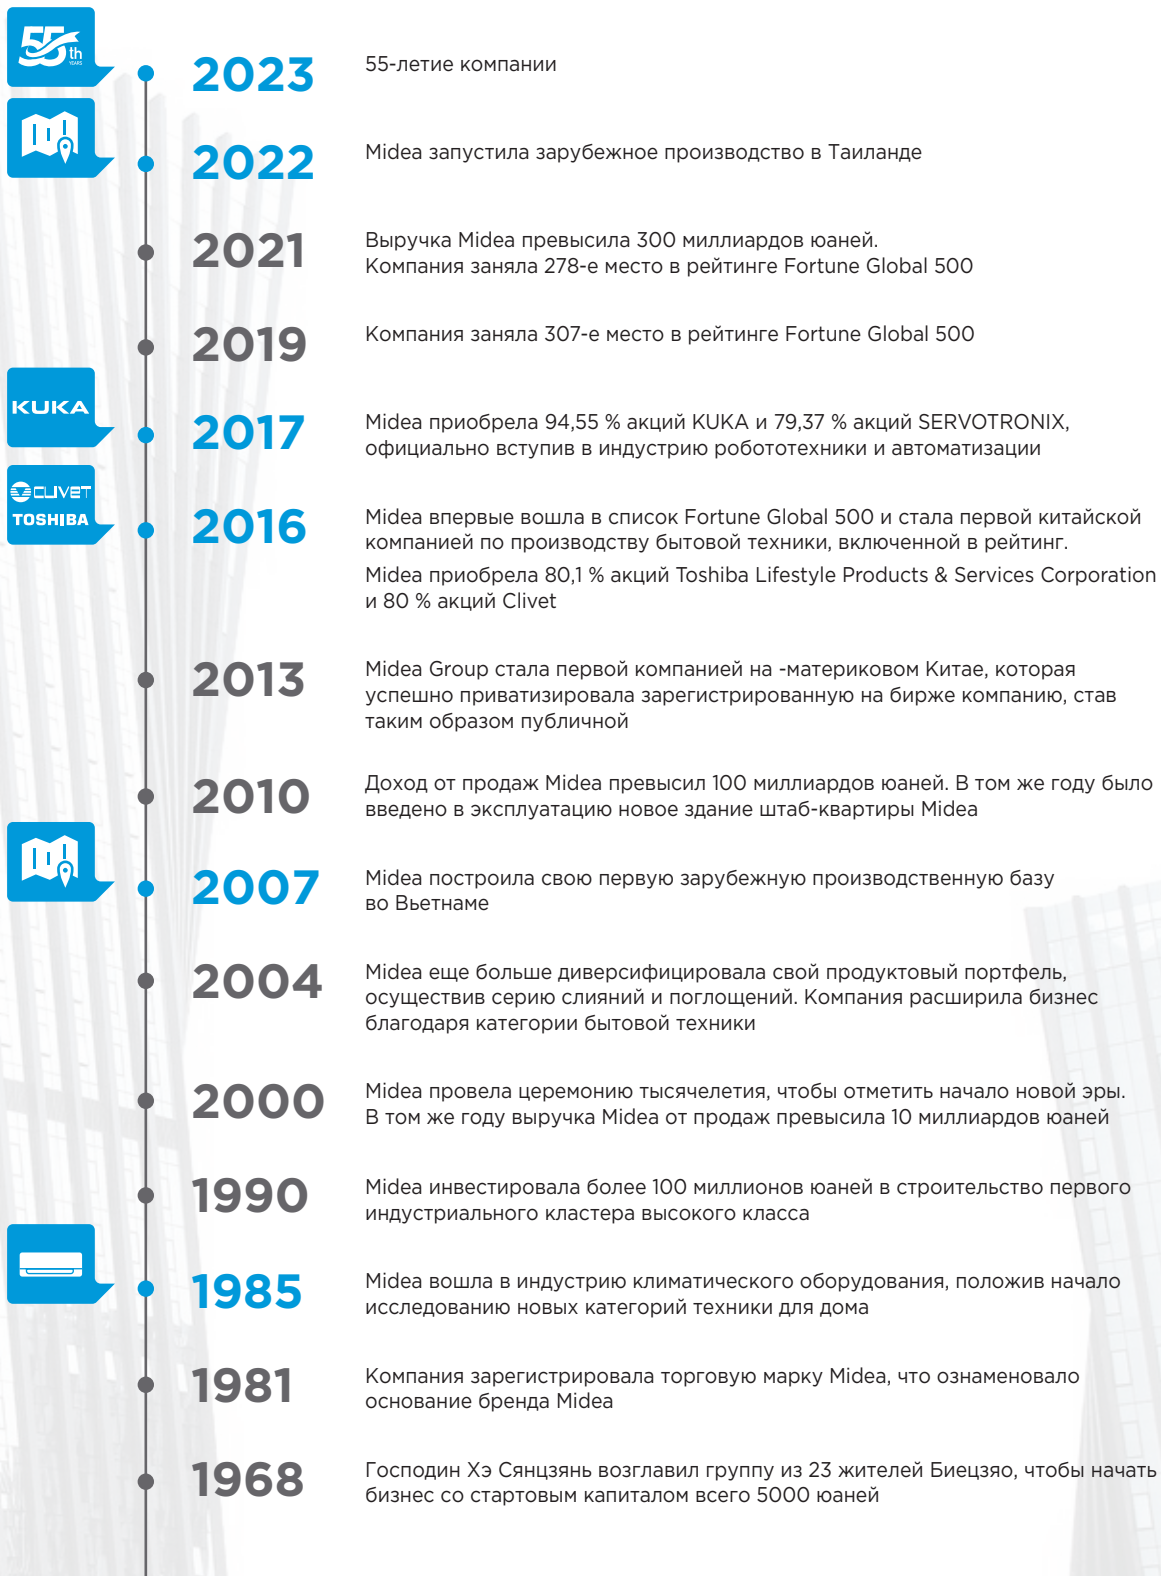 55th
YEARS
2023
55-летие компании
2022
Midea запустила зарубежное производство в Таиланде
2021
Выручка Midea превысила 300 миллиардов юаней.
Компания заняла 278-е место в рейтинге Fortune Global 500
2019
Компания заняла 307-е место в рейтинге Fortune Global 500
KUKA
2017
Midea приобрела 94,55 % акций KUKA и 79,37 % акций SERVOTRONIX,
официально вступив в индустрию робототехники и автоматизации
CLIVET
TOSHIBA
2016
Midea впервые вошла в список Fortune Global 500 и стала первой китайской
компанией по производству бытовой техники, включенной в рейтинг.
Midea приобрела 80,1 % акций Toshiba Lifestyle Products & Services Corporation
и 80 % акций Clivet
2013
Midea Group стала первой компанией на -материковом Китае, которая
успешно приватизировала зарегистрированную на бирже компанию, став
таким образом публичной
2010
Доход от продаж Midea превысил 100 миллиардов юаней. В том же году было
введено в эксплуатацию новое здание штаб-квартиры Midea
2007
Midea построила свою первую зарубежную производственную базу
во Вьетнаме
2004
Midea еще больше диверсифицировала свой продуктовый портфель,
осуществив серию слияний и поглощений. Компания расширила бизнес
благодаря категории бытовой техники
2000
Midea провела церемонию тысячелетия, чтобы отметить начало новой эры.
В том же году выручка Midea от продаж превысила 10 миллиардов юаней
1990
Midea инвестировала более 100 миллионов юаней в строительство первого
индустриального кластера высокого класса
1985
Midea вошла в индустрию климатического оборудования, положив начало
исследованию новых категорий техники для дома
1981
Компания зарегистрировала торговую марку Midea, что ознаменовало
основание бренда Midea
1968
Господин Хэ Сянцзянь возглавил группу из 23 жителей Биецзяо, чтобы начать
бизнес со стартовым капиталом всего 5000 юаней